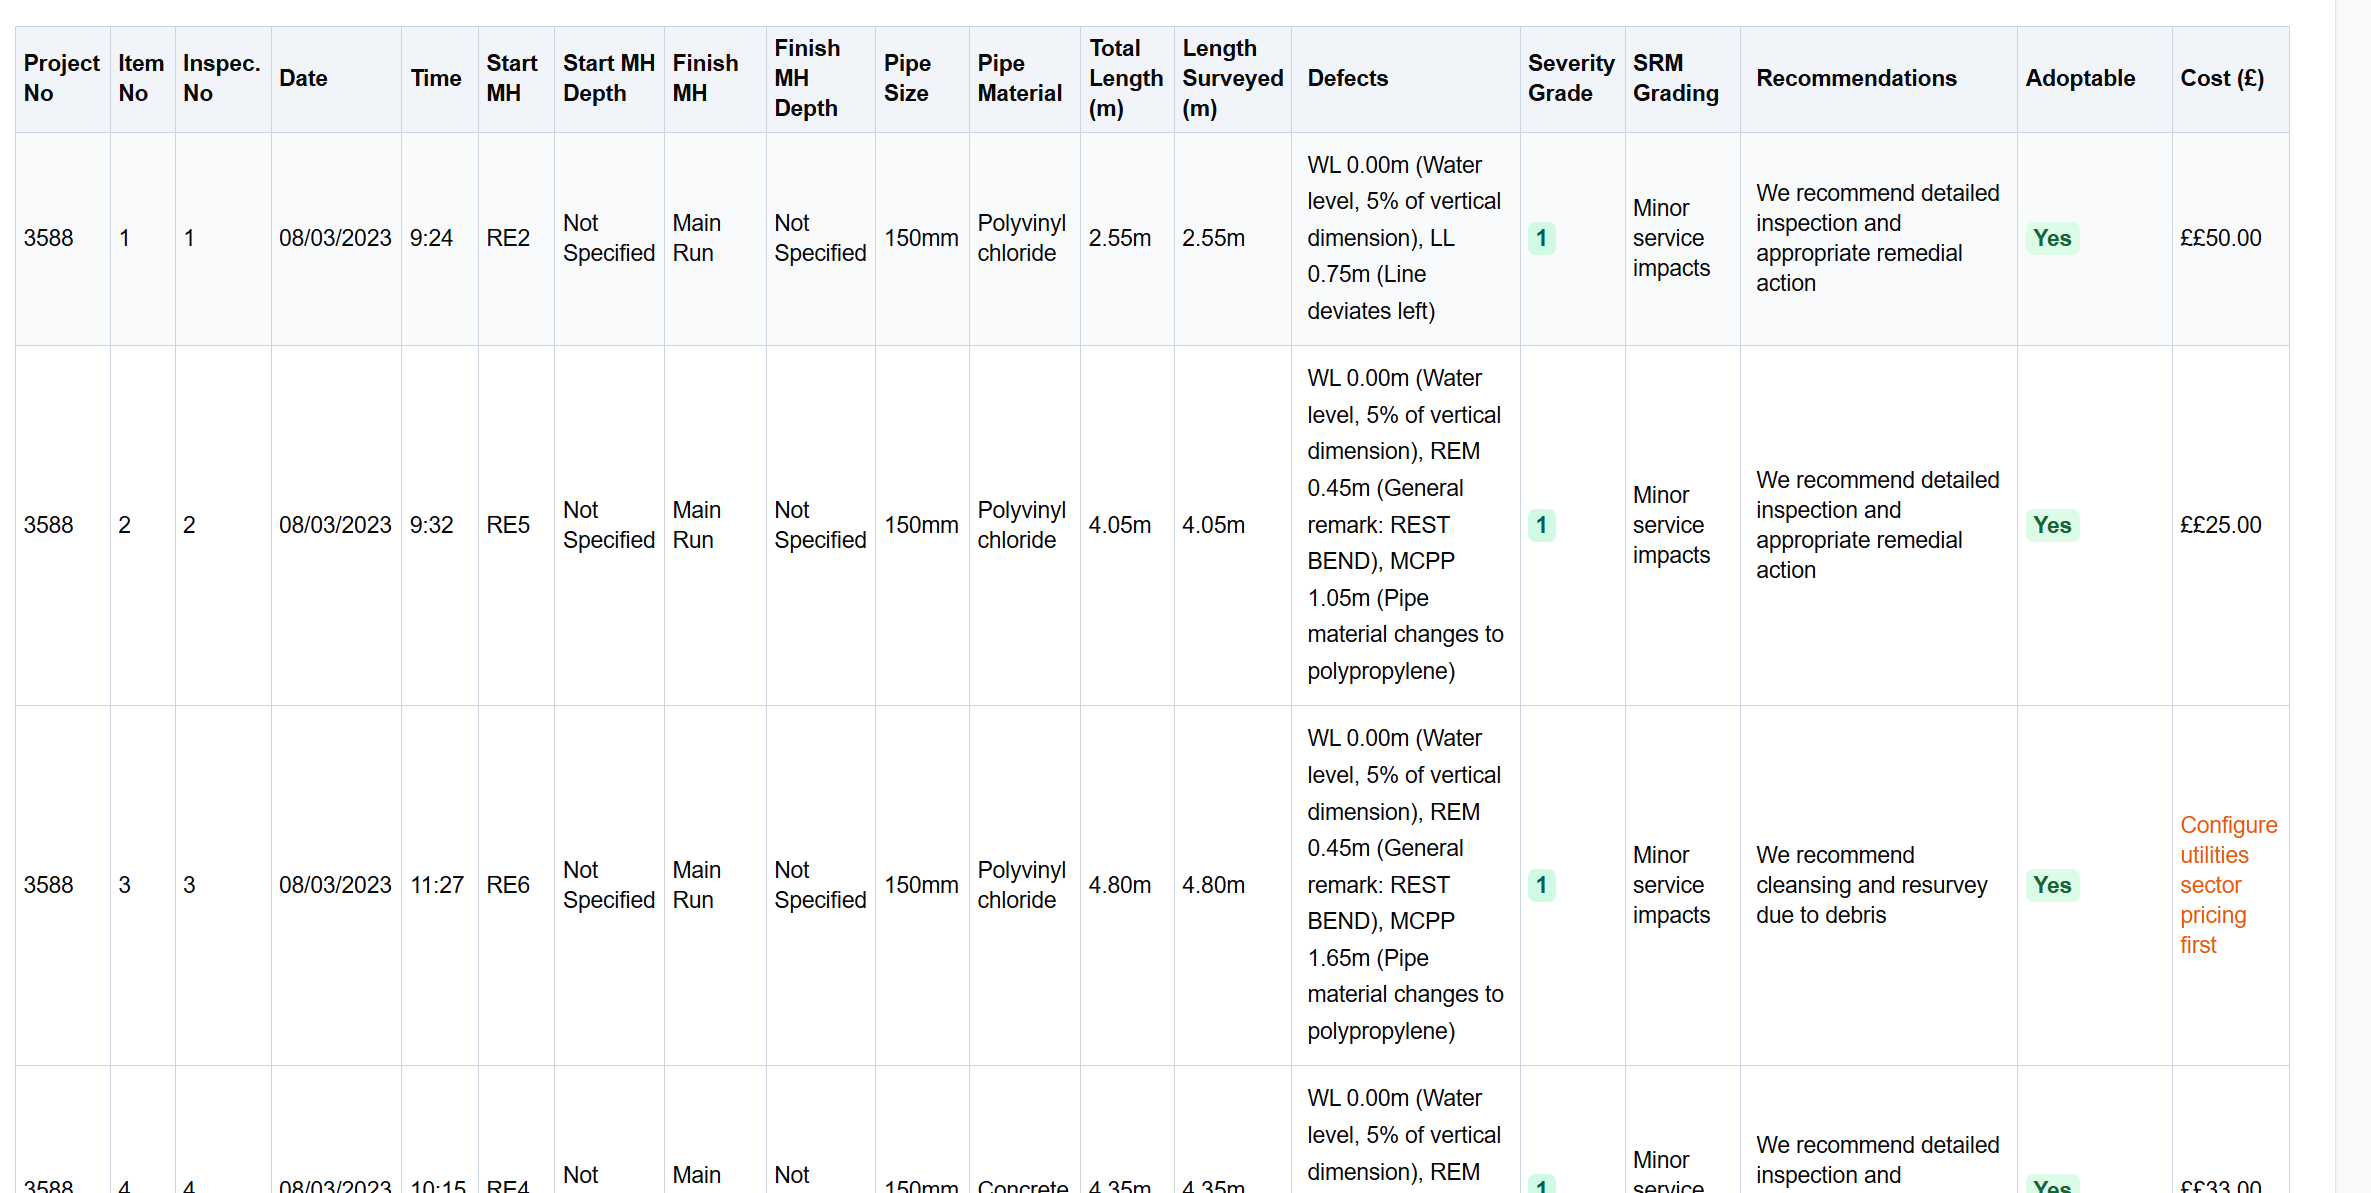 Project No
Item No
Inspec. No
Date
Time
Start MH
Start MH Depth
Finish MH
Finish MH Depth
Pipe Size
Pipe Material
Total Length (m)
Length Surveyed (m)
Defects
Severity Grade
SRM Grading
Recommendations
Adoptable
Cost (£)
3588
1
1
08/03/2023
9:24
RE2
Not
Specified
Main
Run
Not
Specified
150mm
Polyvinyl
chloride
2.55m
2.55m
WL 0.00m (Water
level, 5% of vertical
dimension), LL
0.75m (Line
deviates left)
1
Minor
service
impacts
We recommend detailed
inspection and
appropriate remedial
action
Yes
££50.00
3588
2
2
08/03/2023
9:32
RE5
Not
Specified
Main
Run
Not
Specified
150mm
Polyvinyl
chloride
4.05m
4.05m
WL 0.00m (Water
level, 5% of vertical
dimension), REM
0.45m (General
remark: REST
BEND), MCPP
1.05m (Pipe
material changes to
polypropylene)
1
Minor
service
impacts
We recommend detailed
inspection and
appropriate remedial
action
Yes
££25.00
3588
3
3
08/03/2023
11:27
RE6
Not
Specified
Main
Run
Not
Specified
150mm
Polyvinyl
chloride
4.80m
4.80m
WL 0.00m (Water
level, 5% of vertical
dimension), REM
0.45m (General
remark: REST
BEND), MCPP
1.65m (Pipe
material changes to
polypropylene)
1
Minor
service
impacts
We recommend
cleansing and resurvey
due to debris
Yes
Configure
utilities
sector
pricing
first
3588
4
4
08/03/2023
10:15
RE4
Not
Main
Not
150mm
Concrete
4.35m
4.35m
WL 0.00m (Water
level, 5% of vertical
dimension), REM
1
Minor
service
We recommend detailed
inspection and
Yes
££33.00